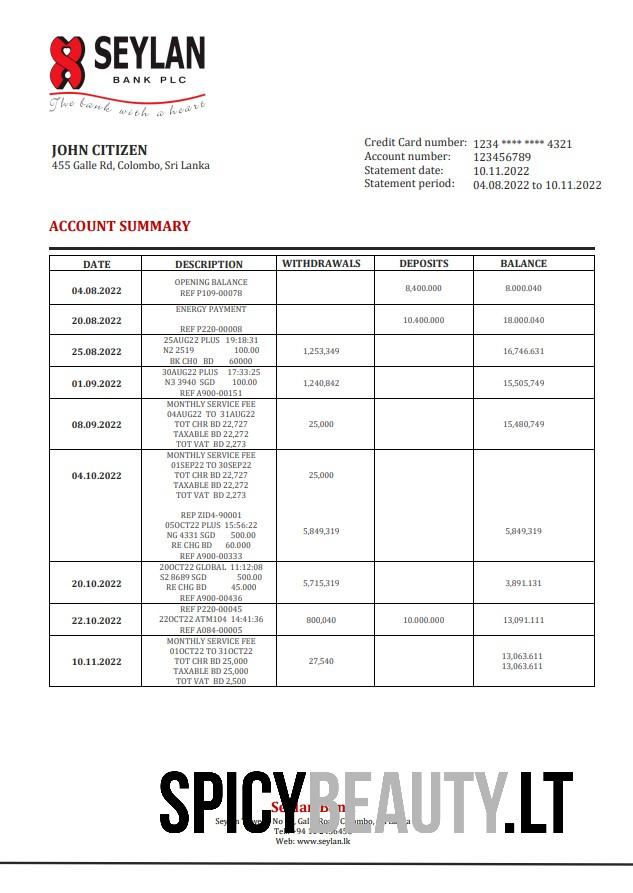 SEYLAN
BANK PLC
The bank with a heart
JOHN CITIZEN
455 Galle Rd, Colombo, Sri Lanka
Credit Card number: 1234 **** **** 4321
Account number: 123456789
Statement date: 10.11.2022
Statement period: 04.08.2022 to 10.11.2022
ACCOUNT SUMMARY
DATE DESCRIPTION WITHDRAWALS DEPOSITS BALANCE
04.08.2022 OPENING BALANCE 8,400.000 8.000.040
REF P109-00078
20.08.2022 ENERGY PAYMENT 10.400.000 18.000.040
REF P220-00008
25AUG22 PLUS 19:18:31
25.08.2022 N2 2519 100.00 1,253,349 16,746.631
BK CH0 BD 60000
30AUG22 PLUS 17:33:25
01.09.2022 N3 3940 SGD 100.00 1,240,842 15,505,749
REF A900-00151
MONTHLY SERVICE FEE
04AUG22 TO 31AUG22
08.09.2022 TOT CHR BD 22,727 25,000 15,480,749
TAXABLE BD 22,272
TOT VAT BD 2,273
MONTHLY SERVICE FEE
01SEP22 TO 30SEP22
04.10.2022 TOT CHR BD 22,727 25,000
TAXABLE BD 22,272
TOT VAT BD 2,273
REP ZID4-90001
05OCT22 PLUS 15:56:22
NG 4331 SGD 500.00 5,849,319 5,849,319
RE CHG BD 60.000
REF A900-00333
20OCT22 GLOBAL 11:12:08
20.10.2022 S2 8689 SGD 500.00 5,715,319 3,891.131
RE CHG BD 45.000
REF A900-00436
REF P220-00045
22.10.2022 22OCT22 ATM104 14:41:36 800,040 10.000.000 13,091.111
REF A084-00005
MONTHLY SERVICE FEE
01OCT22 TO 31OCT22 13,063.611
10.11.2022 TOT CHR BD 25,000 27,540 13,063.611
TAXABLE BD 25,000
TOT VAT BD 2,500
SPICYBEAUTY.LT
Seylan Ban
Web: www.seylan.lk